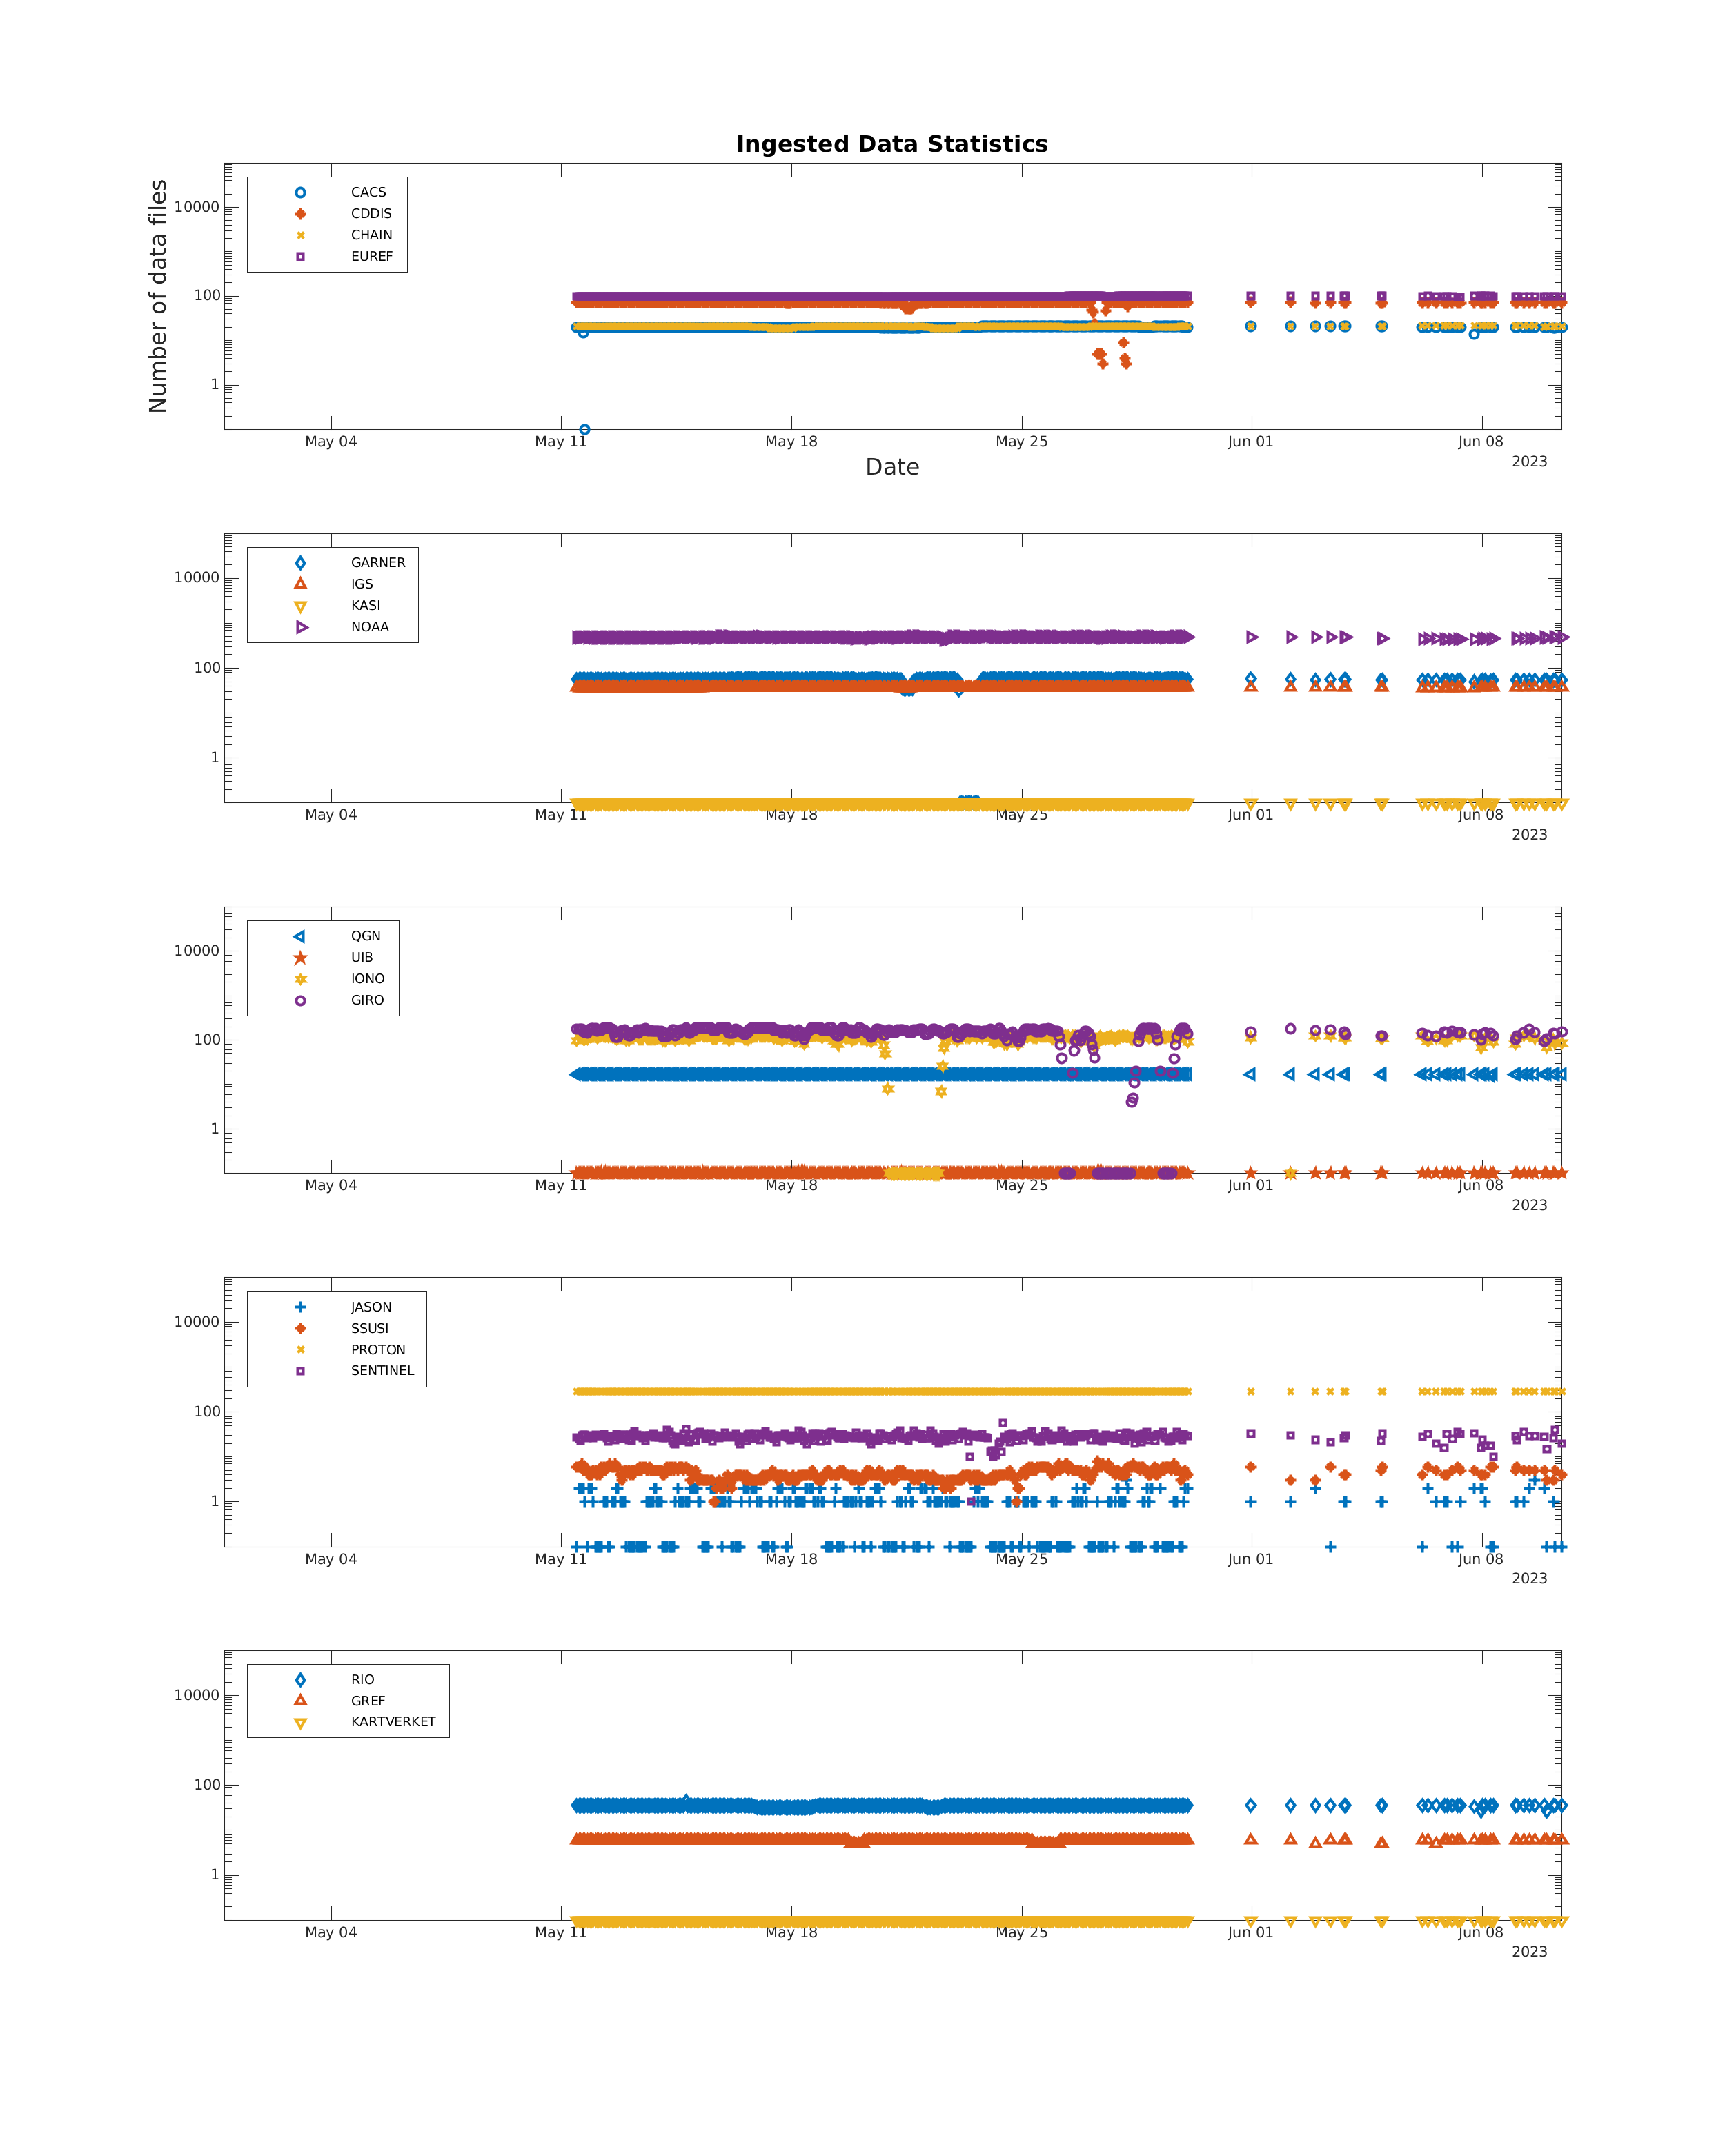 Ingested Data Statistics
Number of data files
CACS
CDDIS
CHAIN
EUREF
10000
100
1
May 04 May 11 May 18 May 25 Jun 01 Jun 08
2023
Date
GARNER
IGS
KASI
NOAA
10000
100
1
May 04 May 11 May 18 May 25 Jun 01 Jun 08
2023
QGN
UIB
IONO
GIRO
10000
100
1
May 04 May 11 May 18 May 25 Jun 01 Jun 08
2023
JASON
SSUSI
PROTON
SENTINEL
10000
100
1
May 04 May 11 May 18 May 25 Jun 01 Jun 08
2023
RIO
GREF
KARTVERKET
10000
100
1
May 04 May 11 May 18 May 25 Jun 01 Jun 08
2023